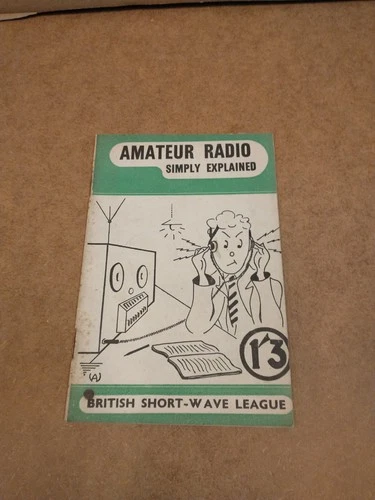 AMATEUR RADIO
SIMPLY EXPLAINED
1'3
(A)
BRITISH SHORT-WAVE LEAGUE